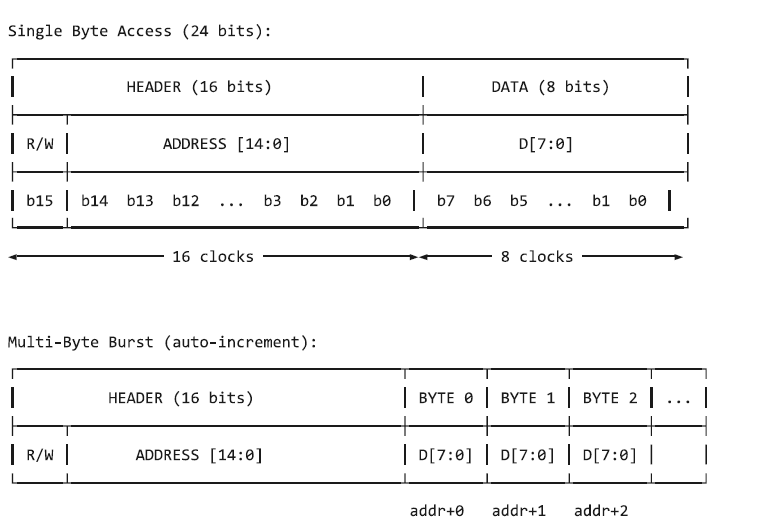 Single Byte Access (24 bits):
HEADER (16 bits) DATA (8 bits)
R/W ADDRESS [14:0] D[7:0]
b15 b14 b13 b12 ... b3 b2 b1 b0 b7 b6 b5 ... b1 b0
16 clocks 8 clocks
Multi-Byte Burst (auto-increment):
HEADER (16 bits) BYTE 0 BYTE 1 BYTE 2 ...
R/W ADDRESS [14:0] D[7:0] D[7:0] D[7:0]
addr+0 addr+1 addr+2